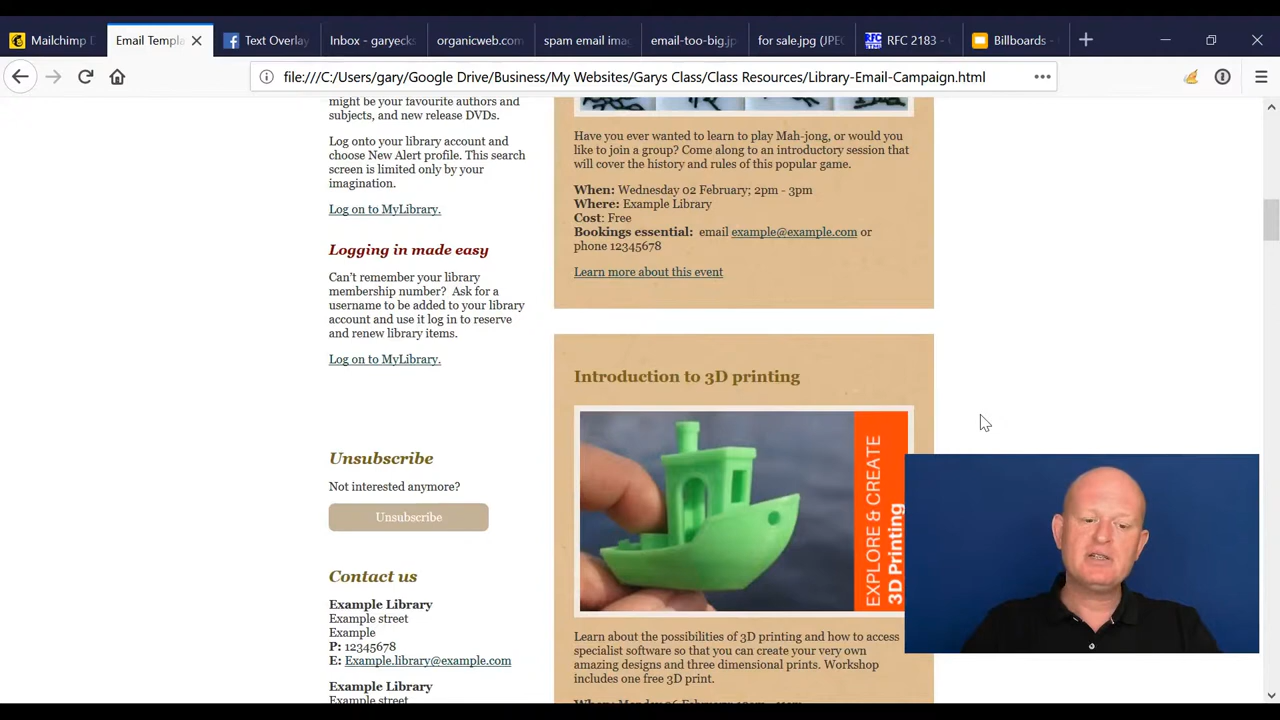 Mailchimp
Email Templa
Text Overlay
Inbox - garyecks
organicweb.com
spam email ima
email-too-big.jp
for sale.jpg (JPE
RFC 2183 -
Billboards -
file:///C:/Users/gary/Google Drive/Business/My Websites/Garys Class/Class Resources/Library-Email-Campaign.html
might be your favourite authors and
subjects, and new release DVDs.
Log onto your library account and
choose New Alert profile. This search
screen is limited only by your
imagination.
Log on to MyLibrary.
Logging in made easy
Can't remember your library
membership number? Ask for a
username to be added to your library
account and use it log in to reserve
and renew library items.
Log on to MyLibrary.
Unsubscribe
Not interested anymore?
Unsubscribe
Contact us
Example Library
Example street
Example
P: 12345678
E: Example.library@example.com
Example Library
Example street
Have you ever wanted to learn to play Mah-jong, or would you
like to join a group? Come along to an introductory session that
will cover the history and rules of this popular game.
When: Wednesday 02 February; 2pm - 3pm
Where: Example Library
Cost: Free
Bookings essential: email example@example.com or
phone 12345678
Learn more about this event
Introduction to 3D printing
EXPLORE & CREATE
3D Printing
Learn about the possibilities of 3D printing and how to access
specialist software so that you can create your very own
amazing designs and three dimensional prints. Workshop
includes one free 3D print.